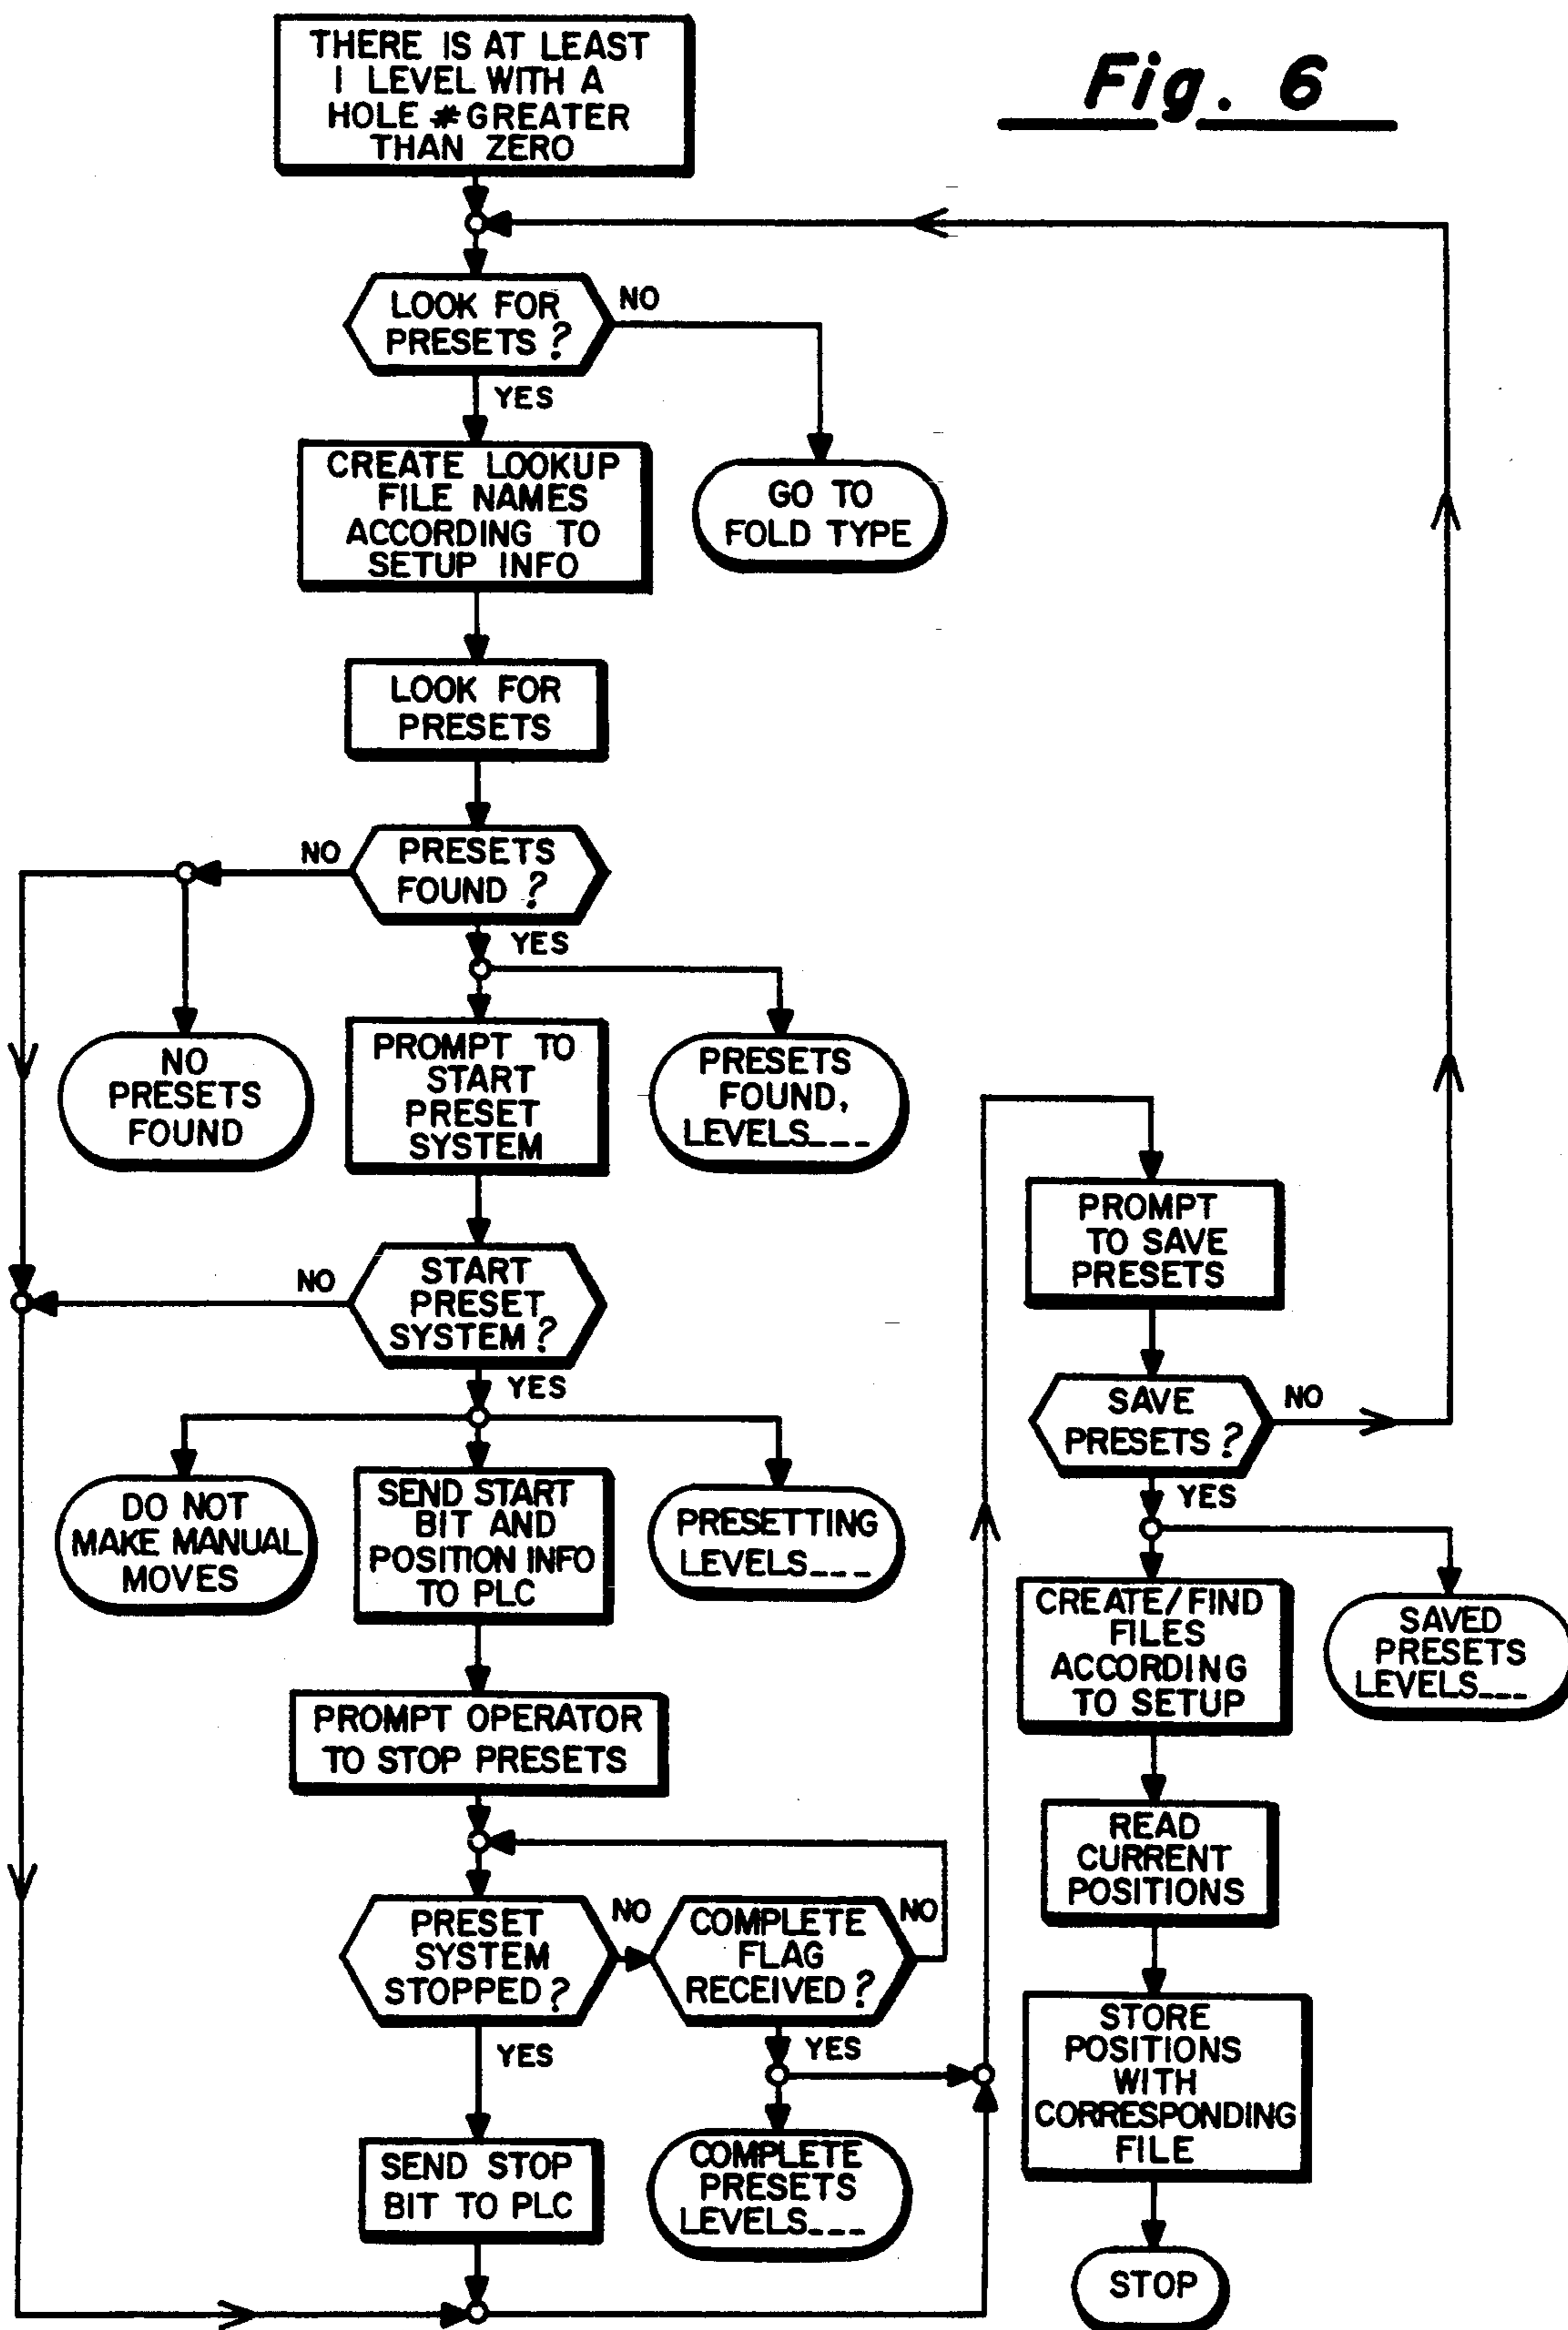 THERE IS AT LEAST
1 LEVEL WITH A
HOLE # GREATER
THAN ZERO
Fig. 6
LOOK FOR
PRESETS ?
NO
YES
CREATE LOOKUP
FILE NAMES
ACCORDING TO
SETUP INFO
GO TO
FOLD TYPE
LOOK FOR
PRESETS
PRESETS
FOUND ?
NO
YES
NO
PRESETS
FOUND
PROMPT TO
START
PRESET
SYSTEM
PRESETS
FOUND,
LEVELS___
START
PRESET
SYSTEM ?
NO
YES
DO NOT
MAKE MANUAL
MOVES
SEND START
BIT AND
POSITION INFO
TO PLC
PRESETTING
LEVELS___
PROMPT OPERATOR
TO STOP PRESETS
PRESET
SYSTEM
STOPPED ?
NO
YES
COMPLETE
FLAG
RECEIVED ?
NO
YES
SEND STOP
BIT TO PLC
COMPLETE
PRESETS
LEVELS___
PROMPT
TO SAVE
PRESETS
SAVE
PRESETS ?
NO
YES
CREATE/FIND
FILES
ACCORDING
TO SETUP
SAVED
PRESETS
LEVELS___
READ
CURRENT
POSITIONS
STORE
POSITIONS
WITH
CORRESPONDING
FILE
STOP